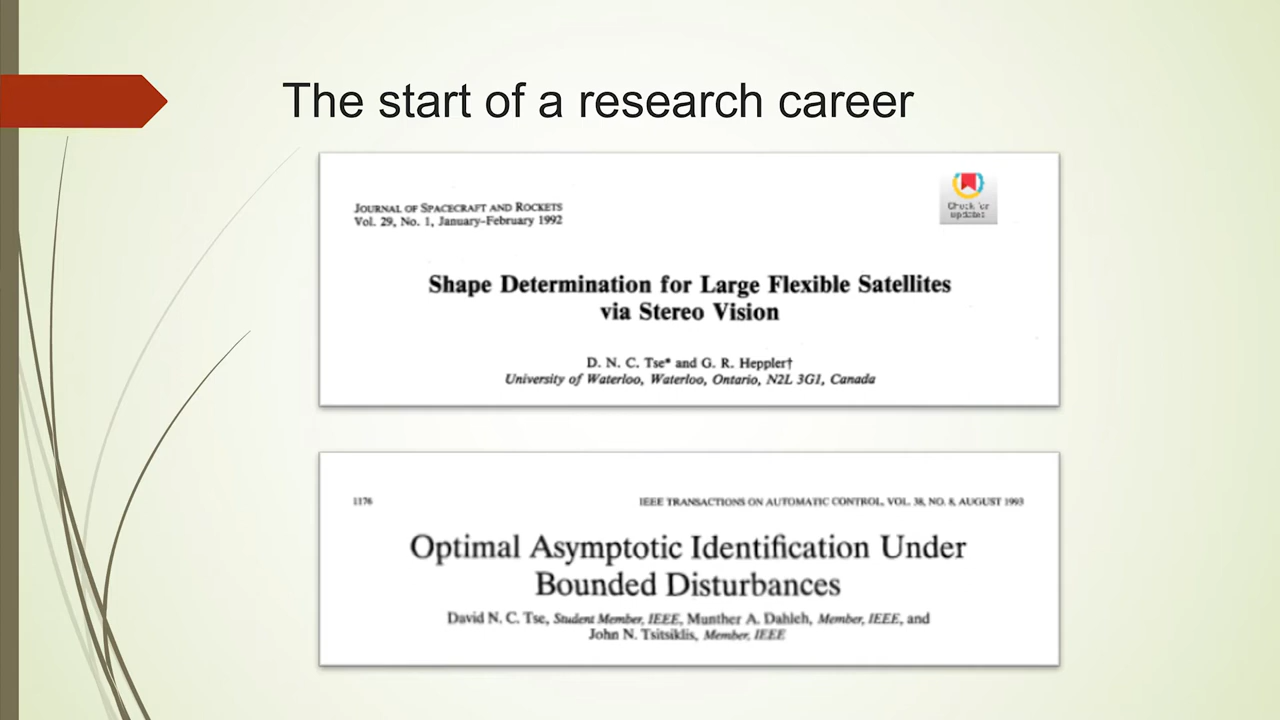 The start of a research career
JOURNAL OF SPACECRAFT AND ROCKETS
Vol. 29, No. 1, January–February 1992
Check for
updates
Shape Determination for Large Flexible Satellites
via Stereo Vision
D. N. C. Tse* and G. R. Heppler†
University of Waterloo, Waterloo, Ontario, N2L 3G1, Canada
1176
IEEE TRANSACTIONS ON AUTOMATIC CONTROL, VOL. 38, NO. 8, AUGUST 1993
Optimal Asymptotic Identification Under
Bounded Disturbances
David N. C. Tse, Student Member, IEEE, Munther A. Dahleh, Member, IEEE, and
John N. Tsitsiklis, Member, IEEE